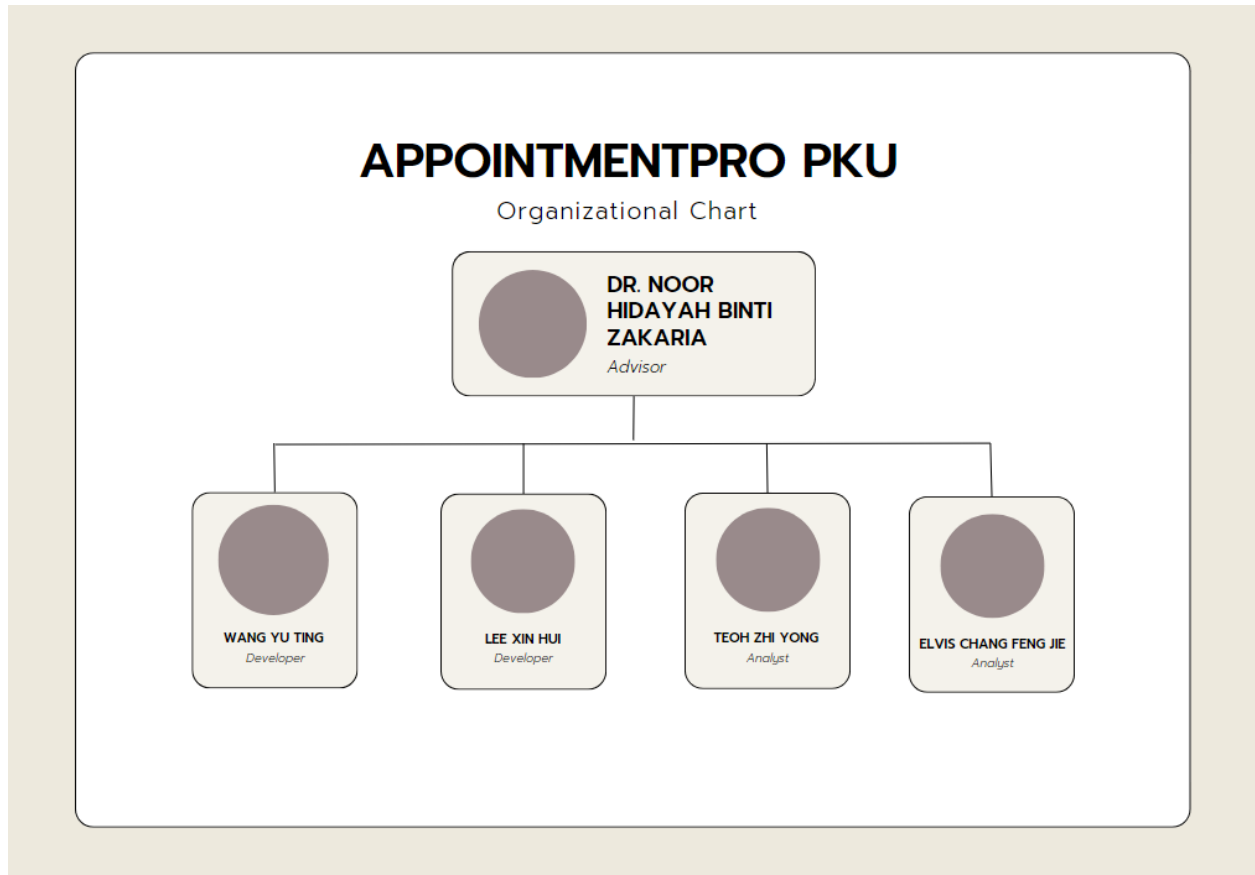 APPOINTMENTPRO PKU
Organizational Chart
DR. NOOR
HIDAYAH BINTI
ZAKARIA
Advisor
WANG YU TING
Developer
LEE XIN HUI
Developer
TEOH ZHI YONG
Analyst
ELVIS CHANG FENG JIE
Analyst